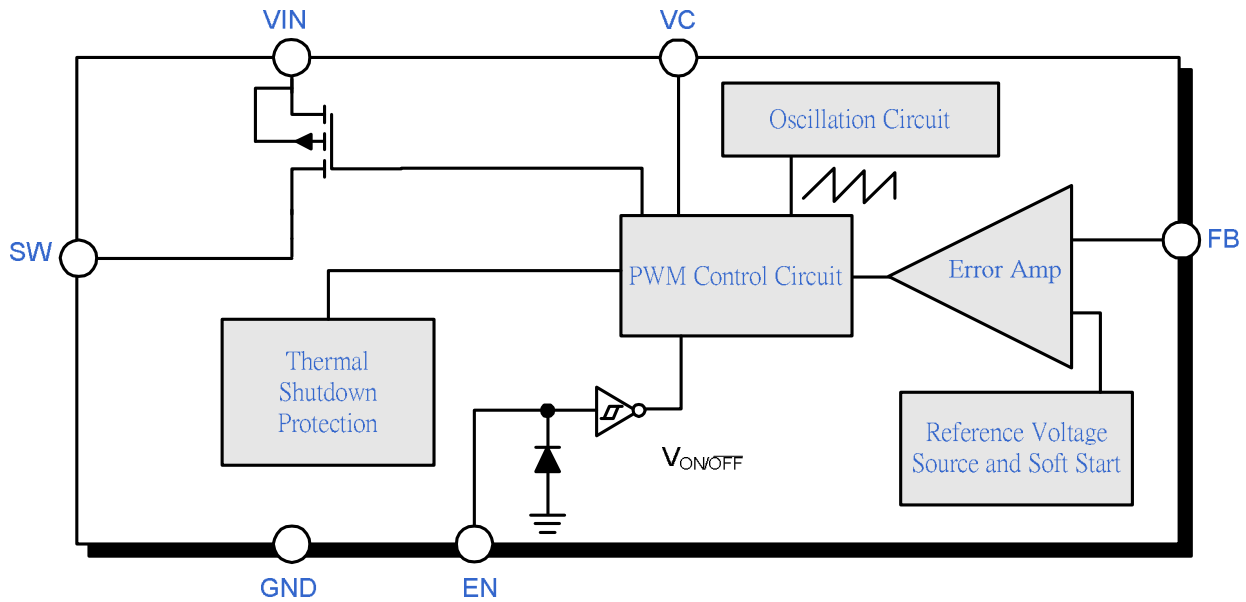 VIN
VC
Oscillation Circuit
SW
FB
Error Amp
PWM Control Circuit
Thermal
Shutdown
Protection
Reference Voltage
Source and Soft Start
VON/OFF
GND
EN